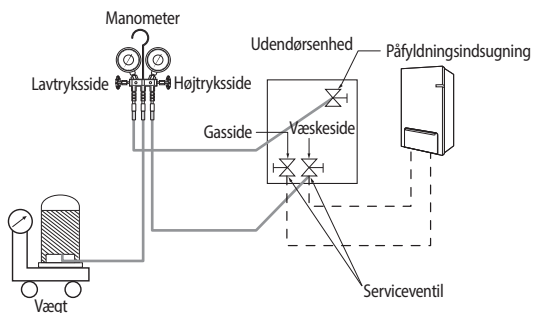 Manometer
Udendørsenhed
Påfyldningsindsugning
Lavtryksside
Højtryksside
Gasside
Væskeside
Serviceventil
Vægt